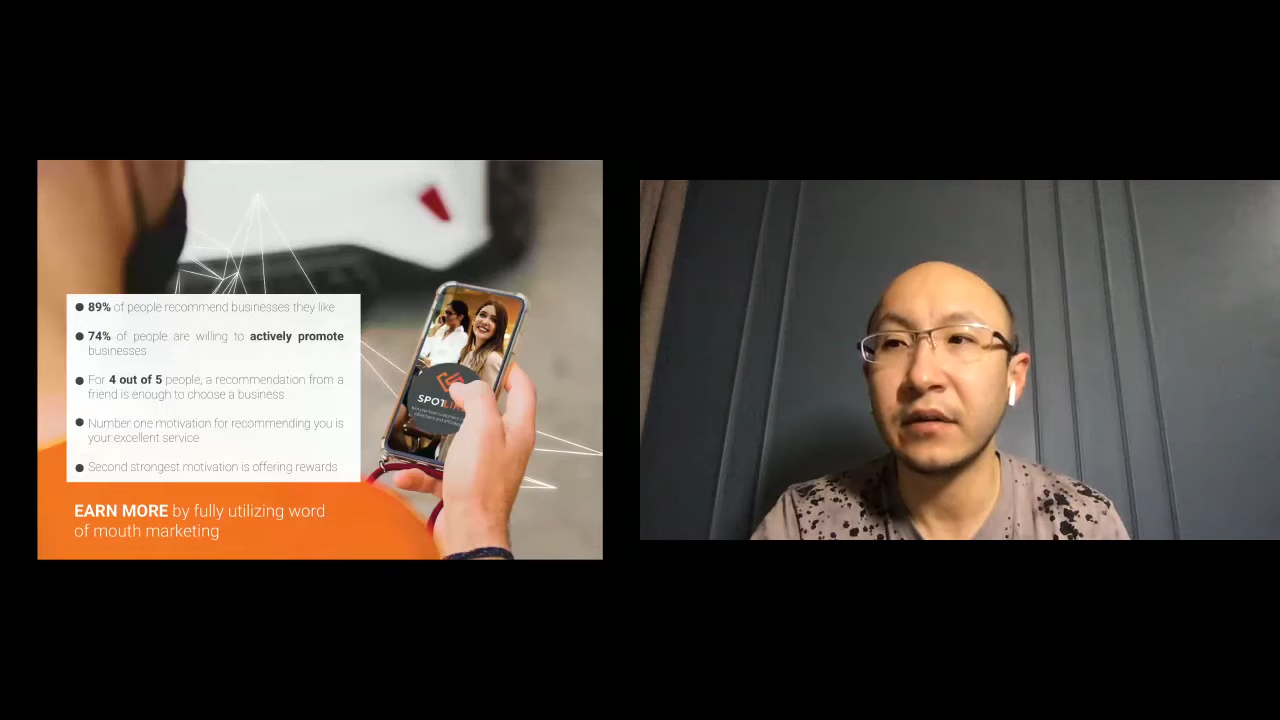 89% of people recommend businesses they like
74% of people are willing to actively promote
businesses
For 4 out of 5 people, a recommendation from a
friend is enough to choose a business
Number one motivation for recommending you is
your excellent service
Second strongest motivation is offering rewards
EARN MORE by fully utilizing word
of mouth marketing